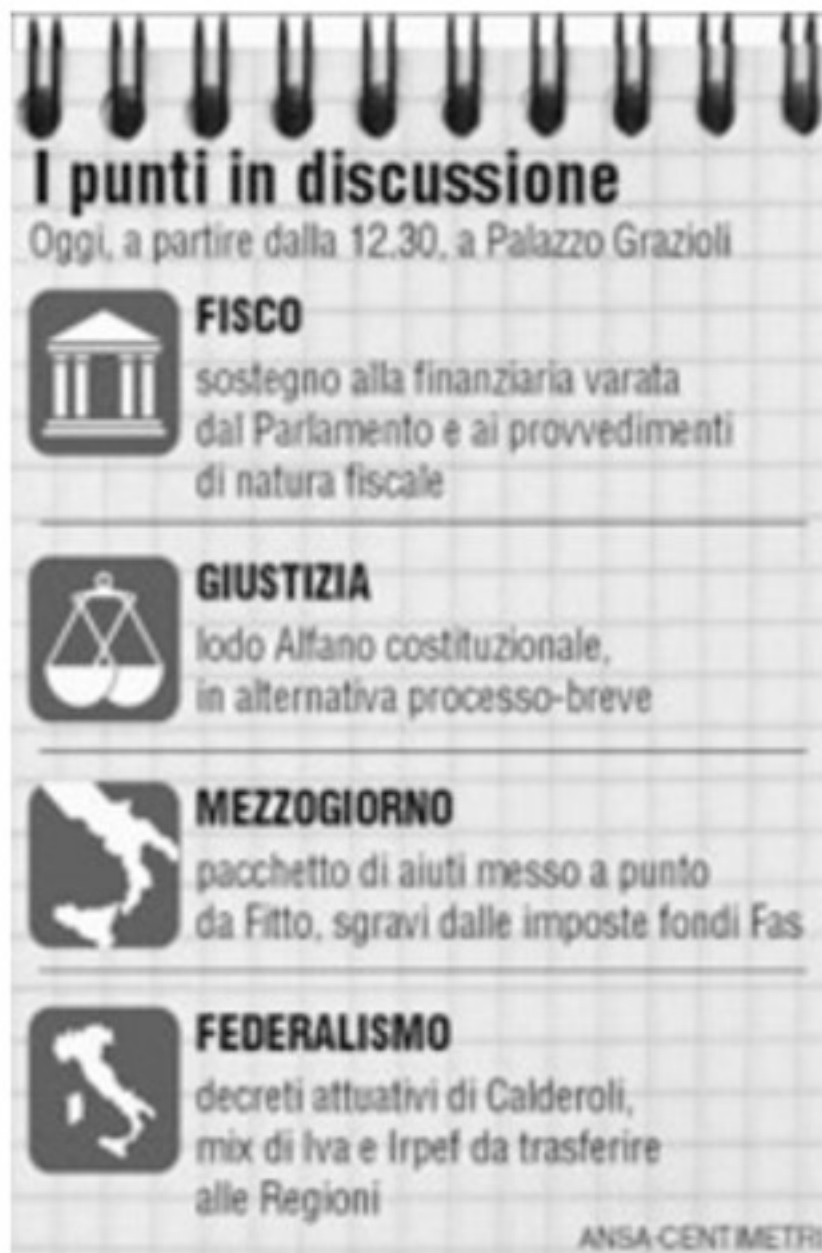 I punti in discussione
Oggi, a partire dalla 12.30, a Palazzo Grazioli
FISCO
sostegno alla finanziaria varata
dal Parlamento e ai provvedimenti
di natura fiscale
GIUSTIZIA
lodo Alfano costituzionale,
in alternativa processo-breve
MEZZOGIORNO
pacchetto di aiuti messo a punto
da Fitto, sgravi dalle imposte fondi Fas
FEDERALISMO
decreti attuativi di Calderoli,
mix di Iva e Irpef da trasferire
alle Regioni
ANSA-CENTIMETRI